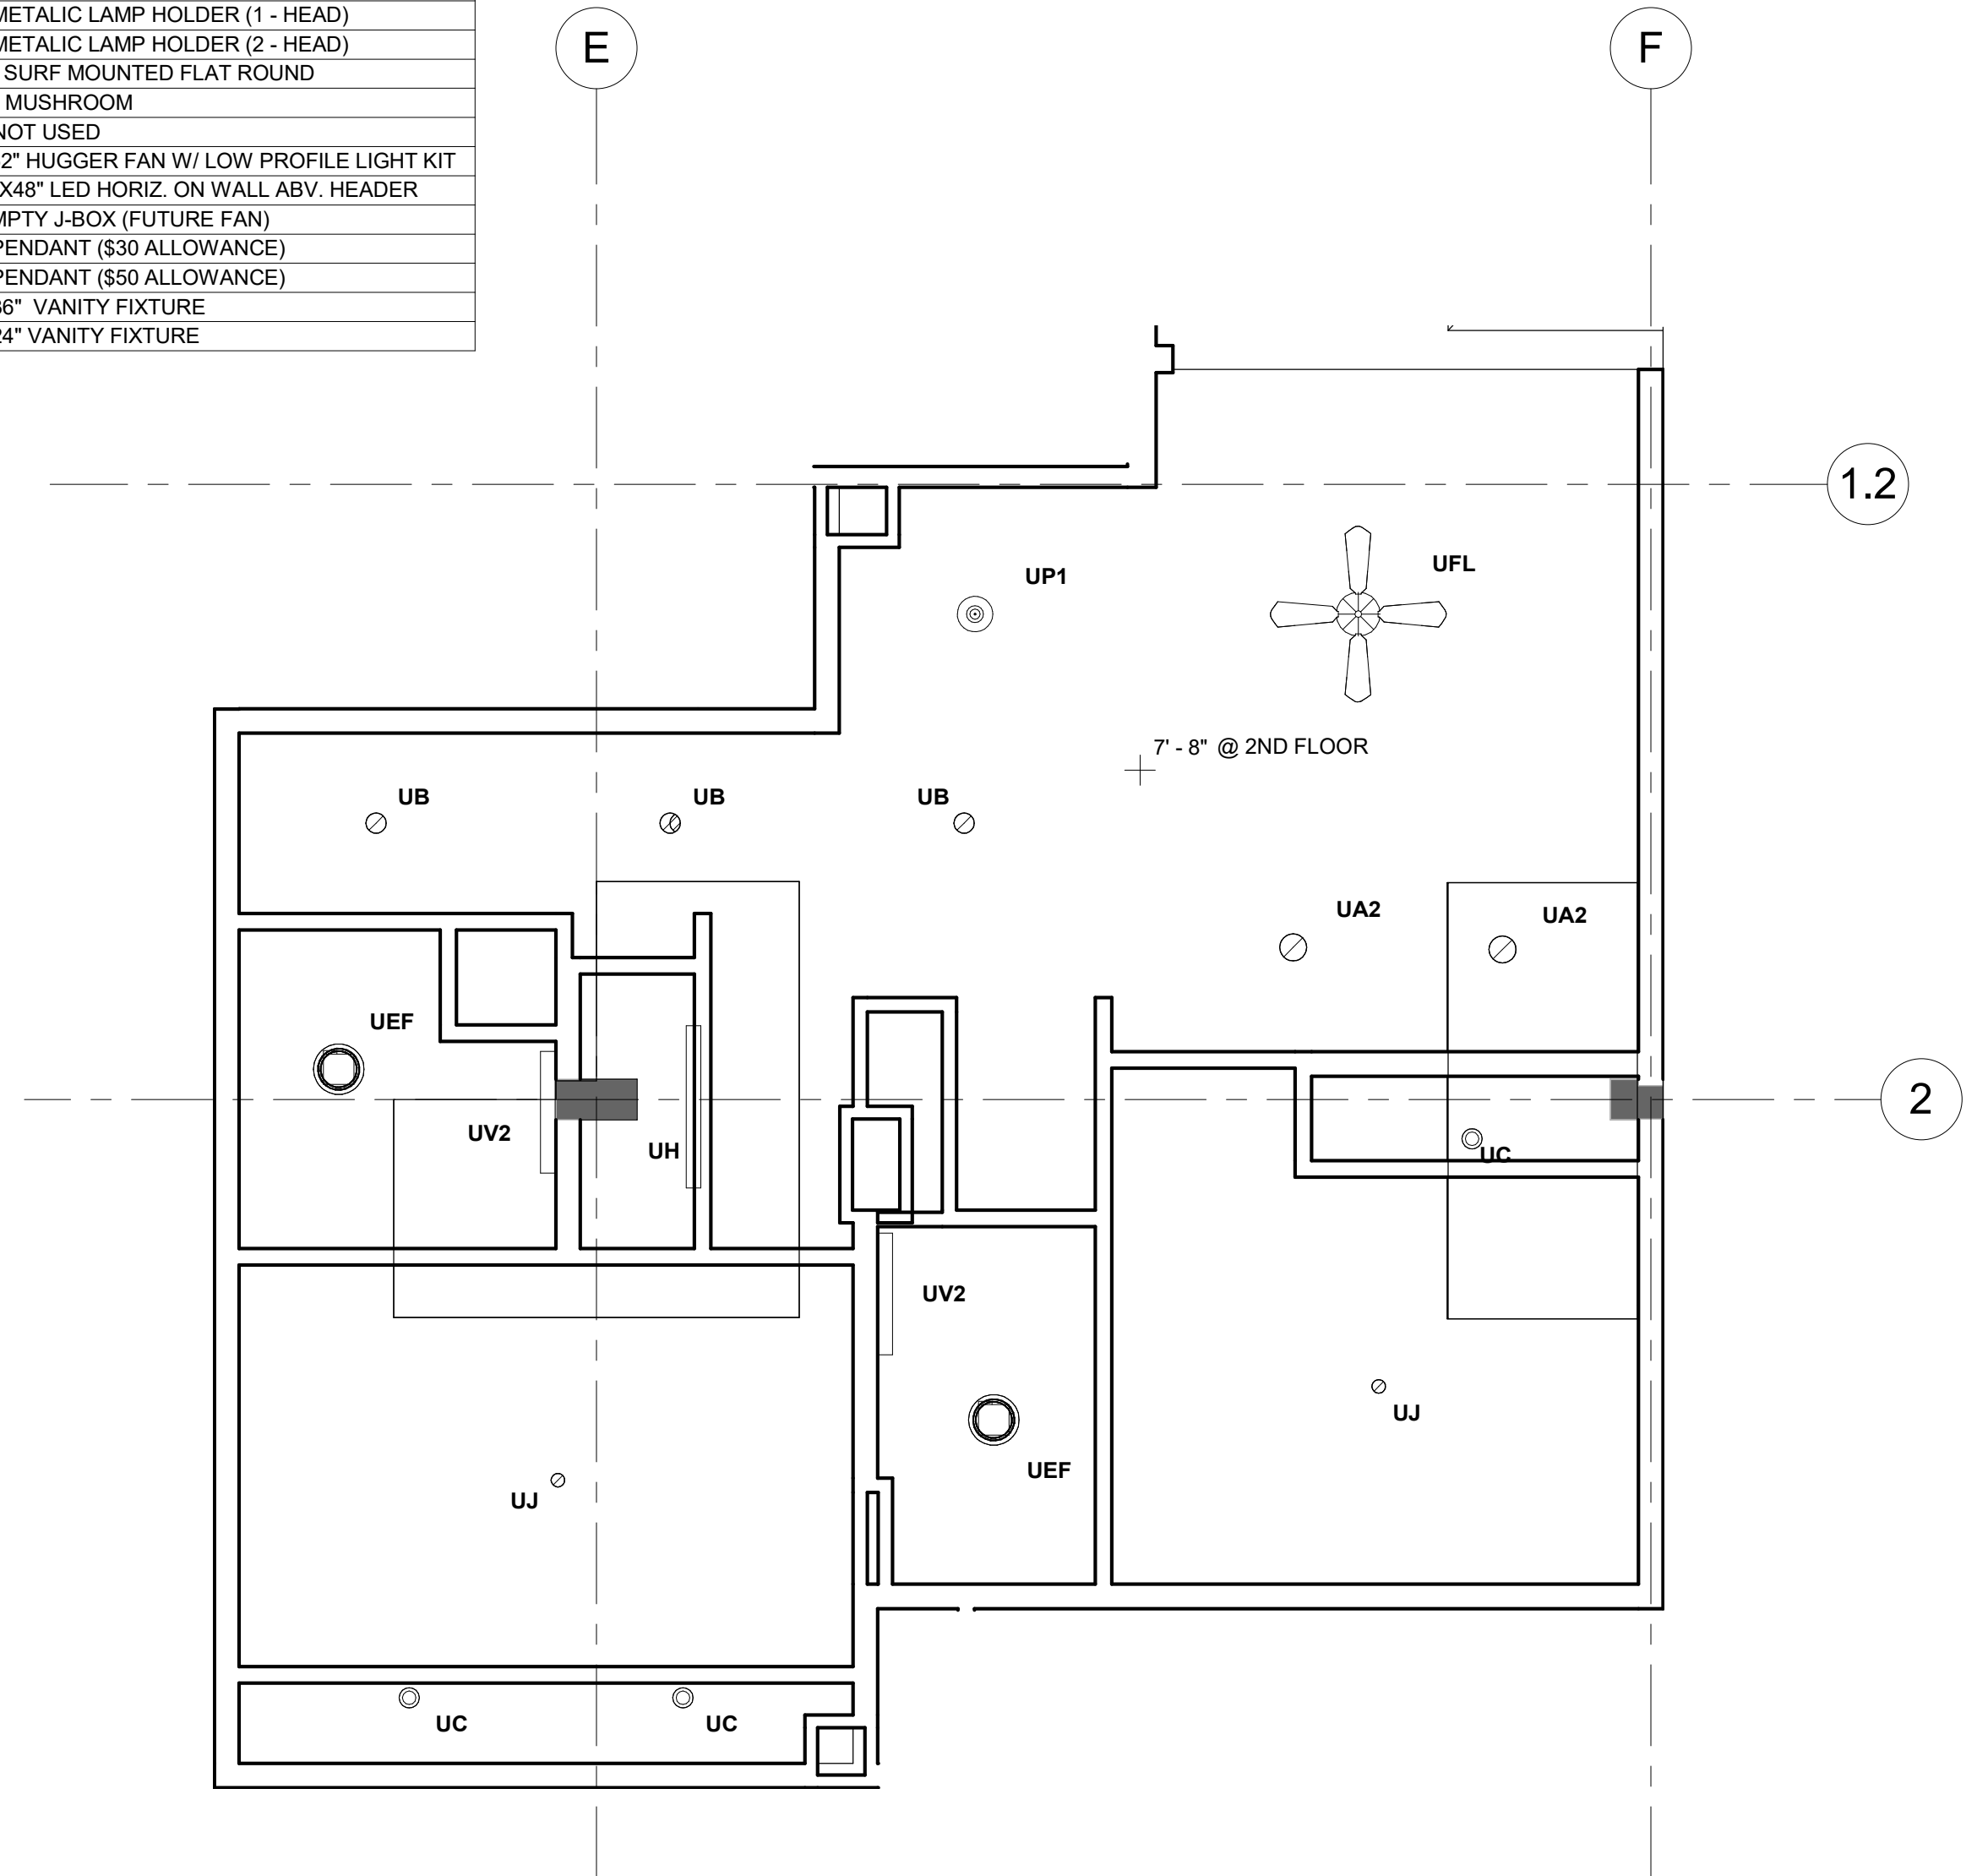 METALIC LAMP HOLDER (1 - HEAD)
METALIC LAMP HOLDER (2 - HEAD)
SURF MOUNTED FLAT ROUND
MUSHROOM
NOT USED
2" HUGGER FAN W/ LOW PROFILE LIGHT KIT
X48" LED HORIZ. ON WALL ABV. HEADER
MPTY J-BOX (FUTURE FAN)
PENDANT ($30 ALLOWANCE)
PENDANT ($50 ALLOWANCE)
36" VANITY FIXTURE
24" VANITY FIXTURE
E
F
1.2
UP1
UFL
7' - 8" @ 2ND FLOOR
UB
UB
UB
UA2
UA2
UEF
UV2
UH
2
UC
UV2
UJ
UEF
UJ
UC
UC